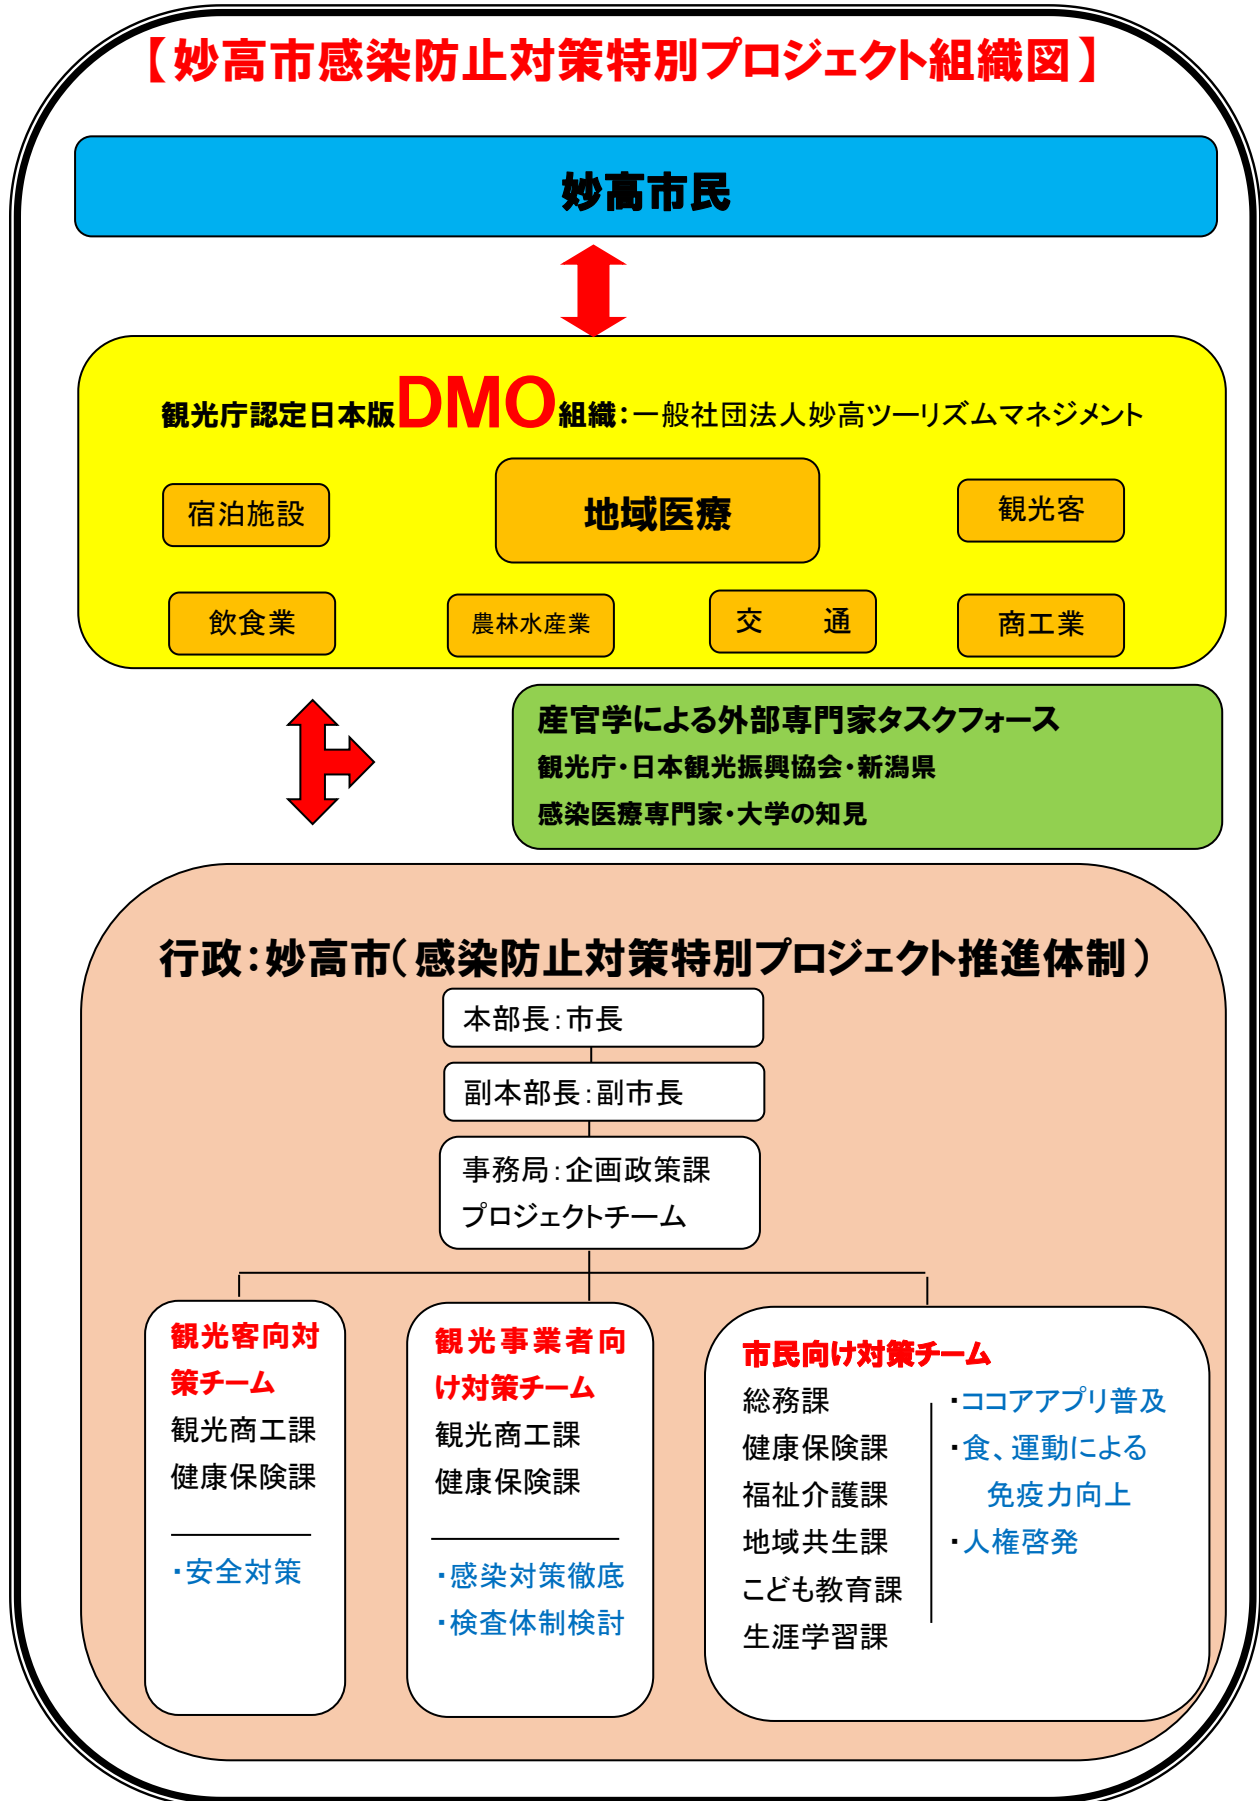 【妙高市感染防止対策特別プロジェクト組織図】
妙高市民
観光庁認定日本版DMO組織：一般社団法人妙高ツーリズムマネジメント
宿泊施設
地域医療
観光客
飲食業
農林水産業
交　通
商工業
産官学による外部専門家タスクフォース
観光庁・日本観光振興協会・新潟県
感染医療専門家・大学の知見
行政：妙高市（感染防止対策特別プロジェクト推進体制）
本部長：市長
副本部長：副市長
事務局：企画政策課
プロジェクトチーム
観光客向対
策チーム
観光商工課
健康保険課
・安全対策
観光事業者向
け対策チーム
観光商工課
健康保険課
・感染対策徹底
・検査体制検討
市民向け対策チーム
総務課
健康保険課
福祉介護課
地域共生課
こども教育課
生涯学習課
・ココアアプリ普及
・食、運動による
免疫力向上
・人権啓発